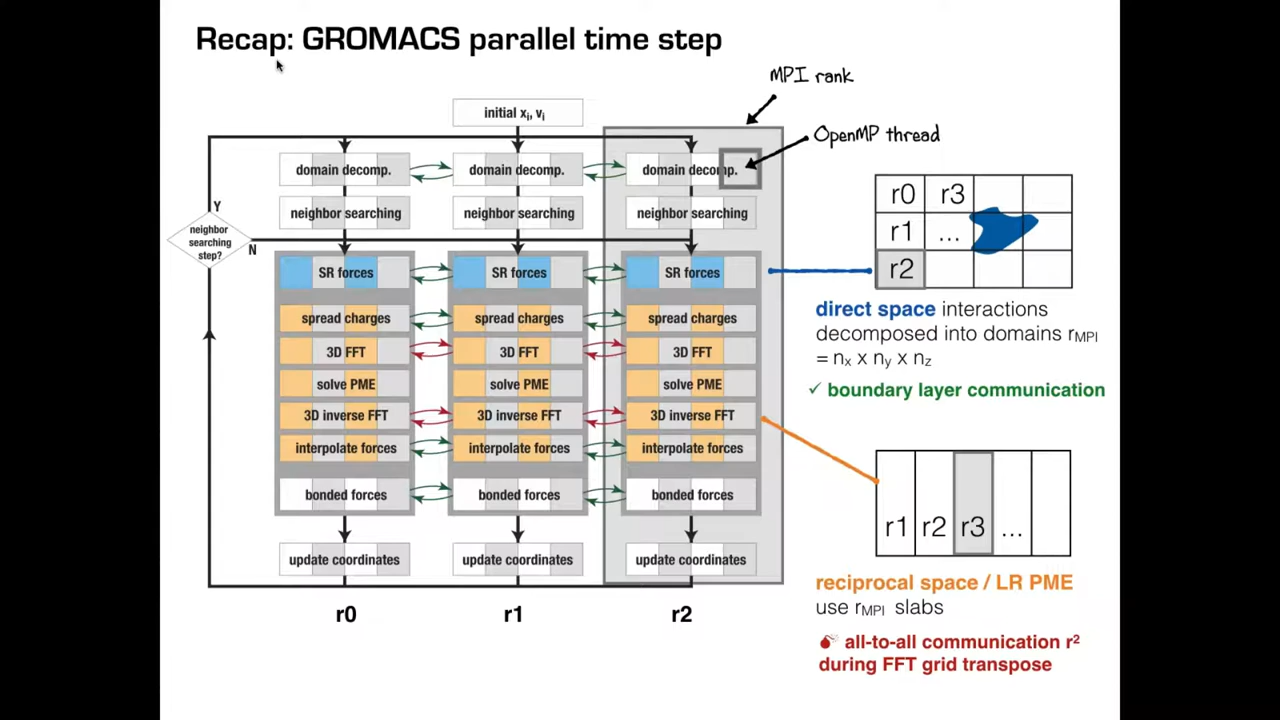 Recap: GROMACS parallel time step
MPI rank
OpenMP thread
initial xᵢ, vᵢ
domain decomp. domain decomp. domain decomp.
neighbor searching neighbor searching neighbor searching
Y
neighbor
searching
step?
N
SR forces SR forces SR forces
spread charges spread charges spread charges
3D FFT 3D FFT 3D FFT
solve PME solve PME solve PME
3D inverse FFT 3D inverse FFT 3D inverse FFT
interpolate forces interpolate forces interpolate forces
bonded forces bonded forces bonded forces
update coordinates update coordinates update coordinates
r0 r1 r2
r0 r3
r1 ...
r2
direct space interactions
decomposed into domains rMPI
= nx x ny x nz
✓ boundary layer communication
r1 r2 r3 ...
reciprocal space / LR PME
use rMPI slabs
💣 all-to-all communication r²
during FFT grid transpose